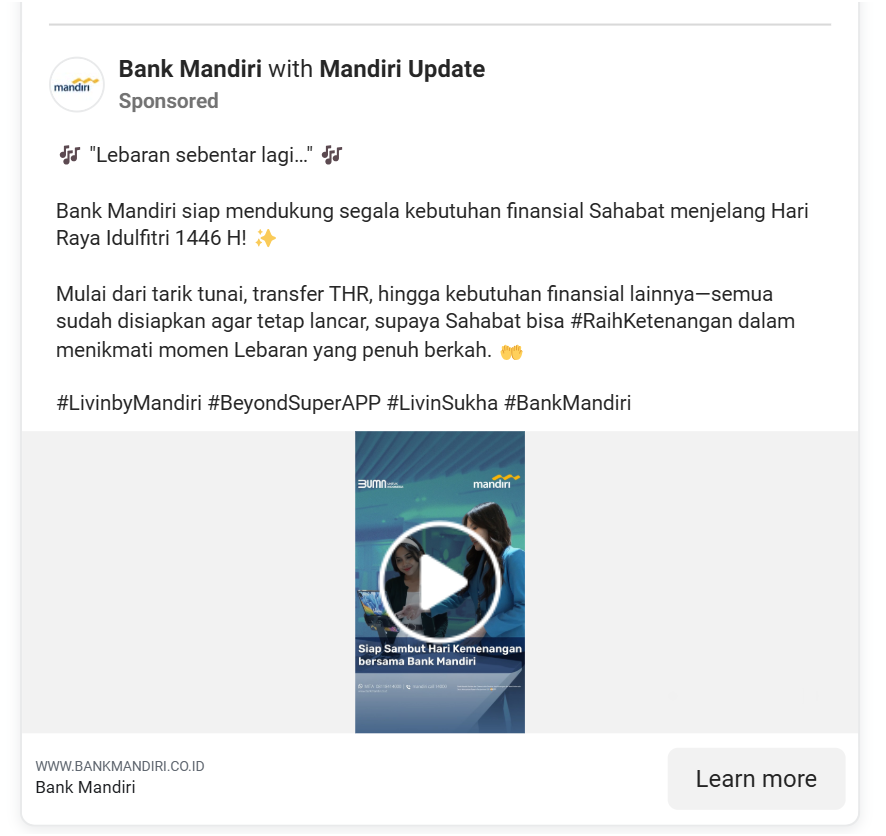 mandiri
Bank Mandiri with Mandiri Update
Sponsored
🎶 "Lebaran sebentar lagi..." 🎶
Bank Mandiri siap mendukung segala kebutuhan finansial Sahabat menjelang Hari
Raya Idulfitri 1446 H! ✨
Mulai dari tarik tunai, transfer THR, hingga kebutuhan finansial lainnya—semua
sudah disiapkan agar tetap lancar, supaya Sahabat bisa #RaihKetenangan dalam
menikmati momen Lebaran yang penuh berkah. 🤲
#LivinbyMandiri #BeyondSuperAPP #LivinSukha #BankMandiri
BUMN
mandiri
Siap Sambut Hari Kemenangan
bersama Bank Mandiri
WWW.BANKMANDIRI.CO.ID
Bank Mandiri
Learn more